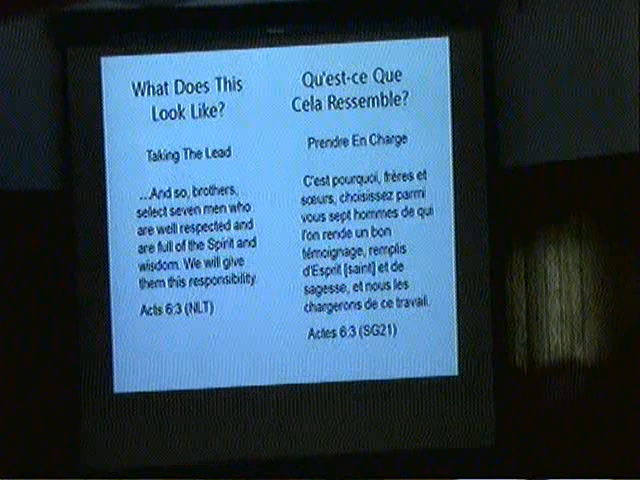 What Does This
Look Like?
Taking The Lead
...And so, brothers,
select seven men who
are well respected and
are full of the Spirit and
wisdom. We will give
them this responsibility.
Acts 6:3 (NLT)
Qu'est-ce Que
Cela Ressemble?
Prendre En Charge
C'est pourquoi, frères et
sœurs, choisissez parmi
vous sept hommes de qui
l'on rende un bon
témoignage, remplis
d'Esprit [saint] et de
sagesse, et nous les
chargerons de ce travail.
Actes 6:3 (SG21)